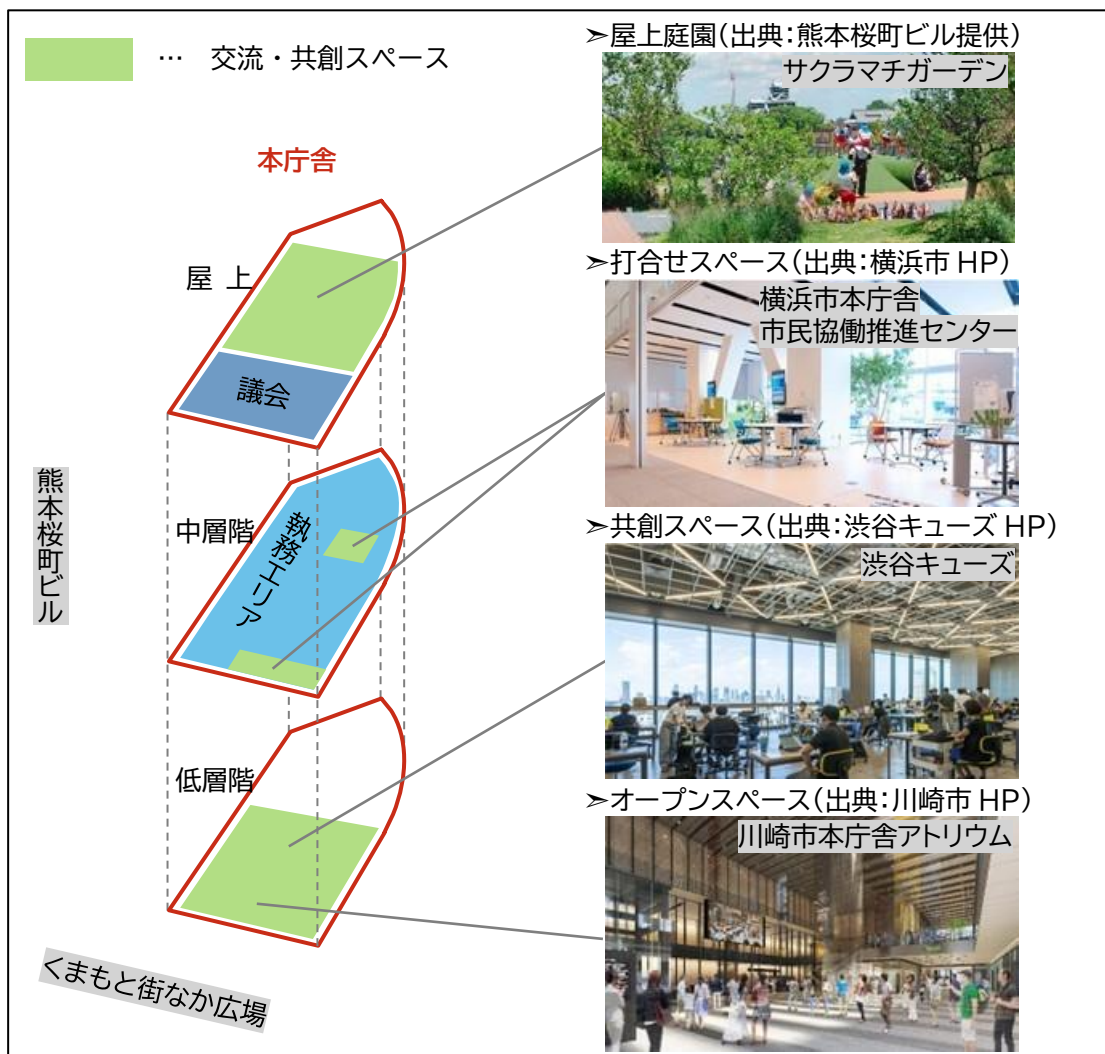 … 交流・共創スペース
本庁舎
屋 上
議会
中層階
執務エリア
低層階
熊本桜町ビル
くまもと街なか広場
➣屋上庭園(出典:熊本桜町ビル提供)
サクラマチガーデン
➣打合せスペース(出典:横浜市 HP)
横浜市本庁舎
市民協働推進センター
➣共創スペース(出典:渋谷キューズ HP)
渋谷キューズ
➣オープンスペース(出典:川崎市 HP)
川崎市本庁舎アトリウム